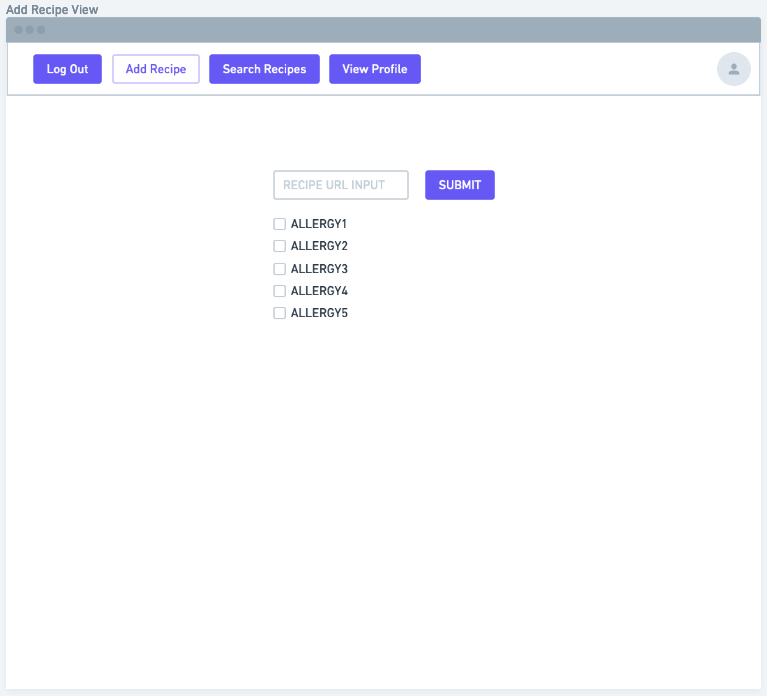 Add Recipe View
Log Out Add Recipe Search Recipes View Profile
RECIPE URL INPUT SUBMIT
ALLERGY1
ALLERGY2
ALLERGY3
ALLERGY4
ALLERGY5